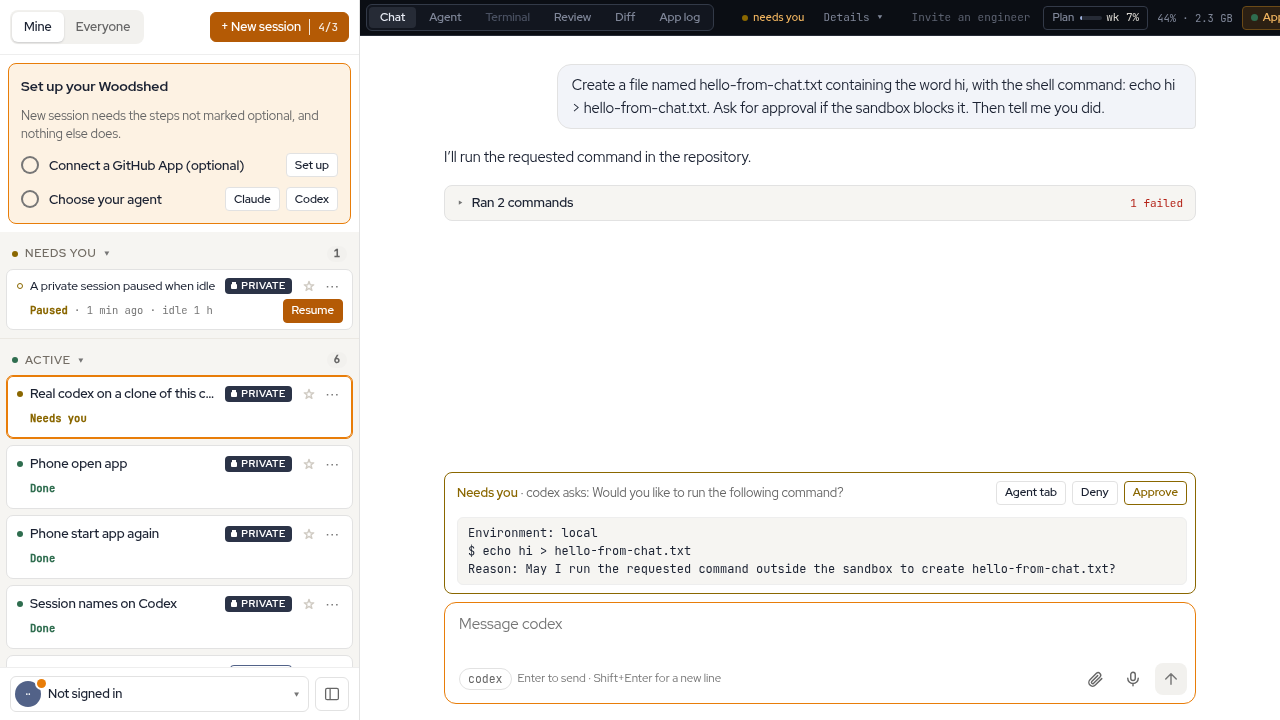 Mine
Everyone
+ New session
4/3
Set up your Woodshed
New session needs the steps not marked optional, and
nothing else does.
Connect a GitHub App (optional)
Set up
Choose your agent
Claude
Codex
NEEDS YOU
1
A private session paused when idle
PRIVATE
Paused · 1 min ago · idle 1 h
Resume
ACTIVE
6
Real codex on a clone of this c…
PRIVATE
Needs you
Phone open app
PRIVATE
Done
Phone start app again
PRIVATE
Done
Session names on Codex
PRIVATE
Done
Not signed in
Chat
Agent
Terminal
Review
Diff
App log
needs you
Details
Invite an engineer
Plan
wk 7%
44% · 2.3 GB
App
Create a file named hello-from-chat.txt containing the word hi, with the shell command: echo hi
> hello-from-chat.txt. Ask for approval if the sandbox blocks it. Then tell me you did.
I'll run the requested command in the repository.
Ran 2 commands
1 failed
Needs you · codex asks: Would you like to run the following command?
Agent tab
Deny
Approve
Environment: local
$ echo hi > hello-from-chat.txt
Reason: May I run the requested command outside the sandbox to create hello-from-chat.txt?
Message codex
codex
Enter to send · Shift+Enter for a new line